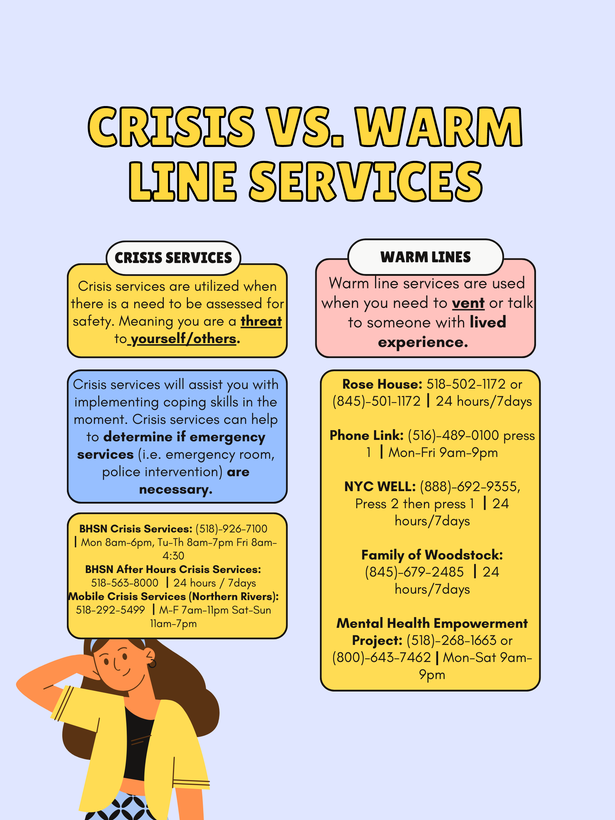 CRISIS VS. WARM
LINE SERVICES
CRISIS SERVICES
Crisis services are utilized when
there is a need to be assessed for
safety. Meaning you are a threat
to yourself/others.
Crisis services will assist you with
implementing coping skills in the
moment. Crisis services can help
to determine if emergency
services (i.e. emergency room,
police intervention) are
necessary.
BHSN Crisis Services: (518)-926-7100
| Mon 8am-6pm, Tu-Th 8am-7pm Fri 8am-
4:30
BHSN After Hours Crisis Services:
518-563-8000 | 24 hours / 7days
Mobile Crisis Services (Northern Rivers):
518-292-5499 | M-F 7am-11pm Sat-Sun
11am-7pm
WARM LINES
Warm line services are used
when you need to vent or talk
to someone with lived
experience.
Rose House: 518-502-1172 or
(845)-501-1172 | 24 hours/7days
Phone Link: (516)-489-0100 press
1 | Mon-Fri 9am-9pm
NYC WELL: (888)-692-9355,
Press 2 then press 1 | 24
hours/7days
Family of Woodstock:
(845)-679-2485 | 24
hours/7days
Mental Health Empowerment
Project: (518)-268-1663 or
(800)-643-7462 | Mon-Sat 9am-
9pm